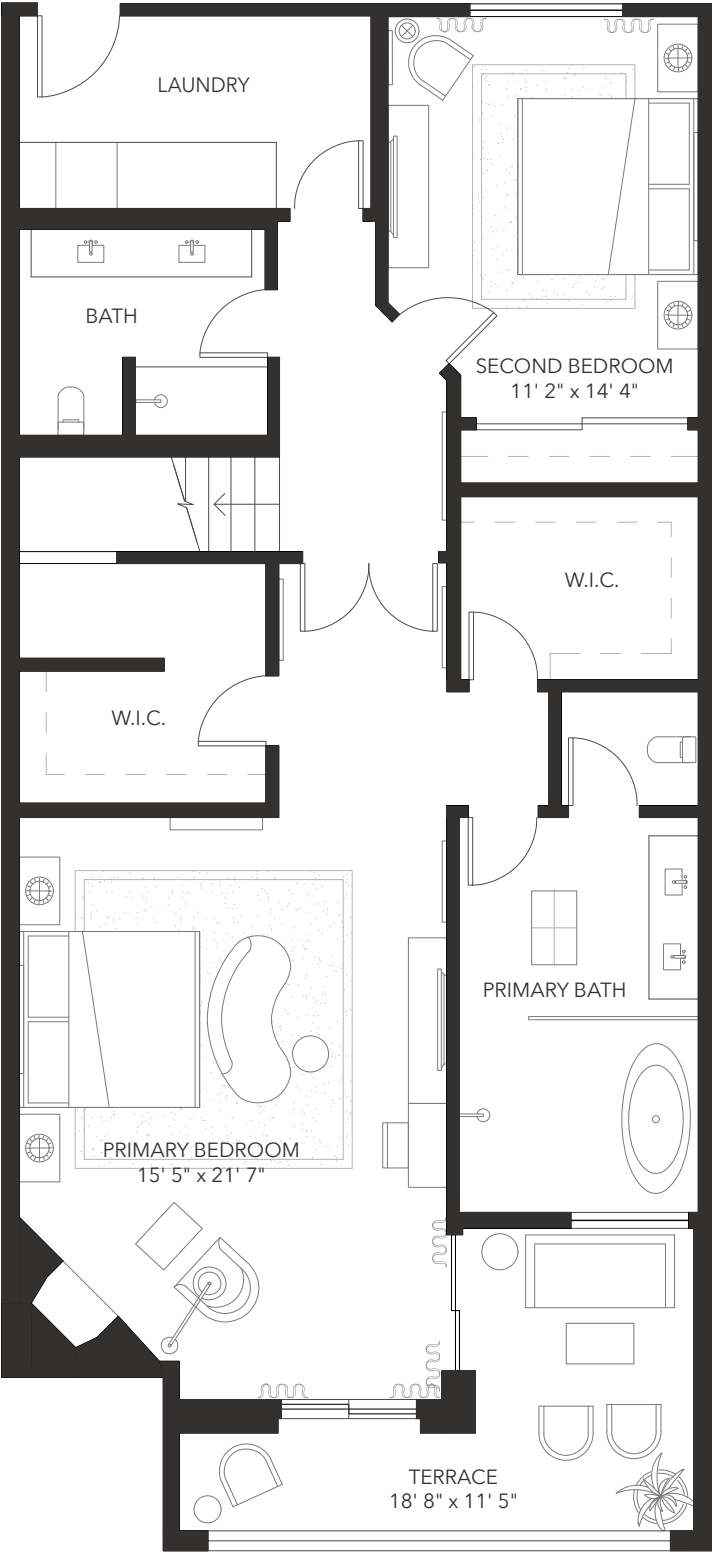 LAUNDRY
BATH
SECOND BEDROOM
11' 2" x 14' 4"
W.I.C.
W.I.C.
PRIMARY BATH
PRIMARY BEDROOM
15' 5" x 21' 7"
TERRACE
18' 8" x 11' 5"